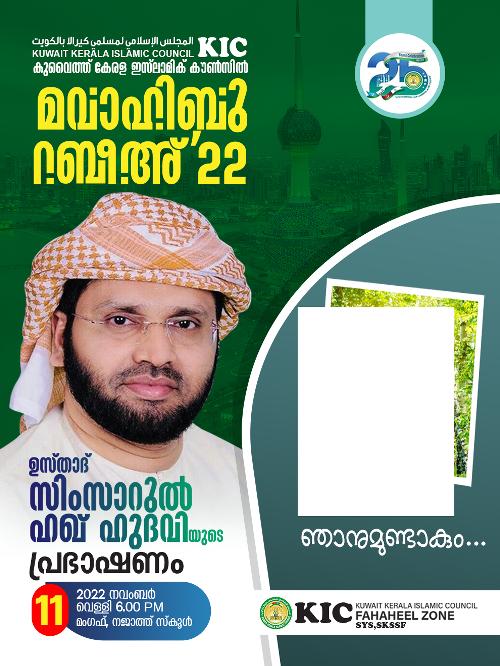 المجلس الإسلامي لمسلمي كيرالا بالكويت
KUWAIT KERALA ISLAMIC COUNCIL KIC
കുവൈത്ത് കേരള ഇസ്‌ലാമിക് കൗൺസിൽ
മവാഹിബു
റബീഅ് '22
25
ഉസ്താദ്
സിംസാറുൽ
ഹഖ് ഹുദവിയുടെ
പ്രഭാഷണം
11
2022 നവംബർ
വെള്ളി 6.00 PM
മംഗഫ്, നജാത്ത് സ്കൂൾ
ഞാനുമുണ്ടാകും...
KIC
KUWAIT KERALA ISLAMIC COUNCIL
FAHAHEEL ZONE
SYS,SKSSF